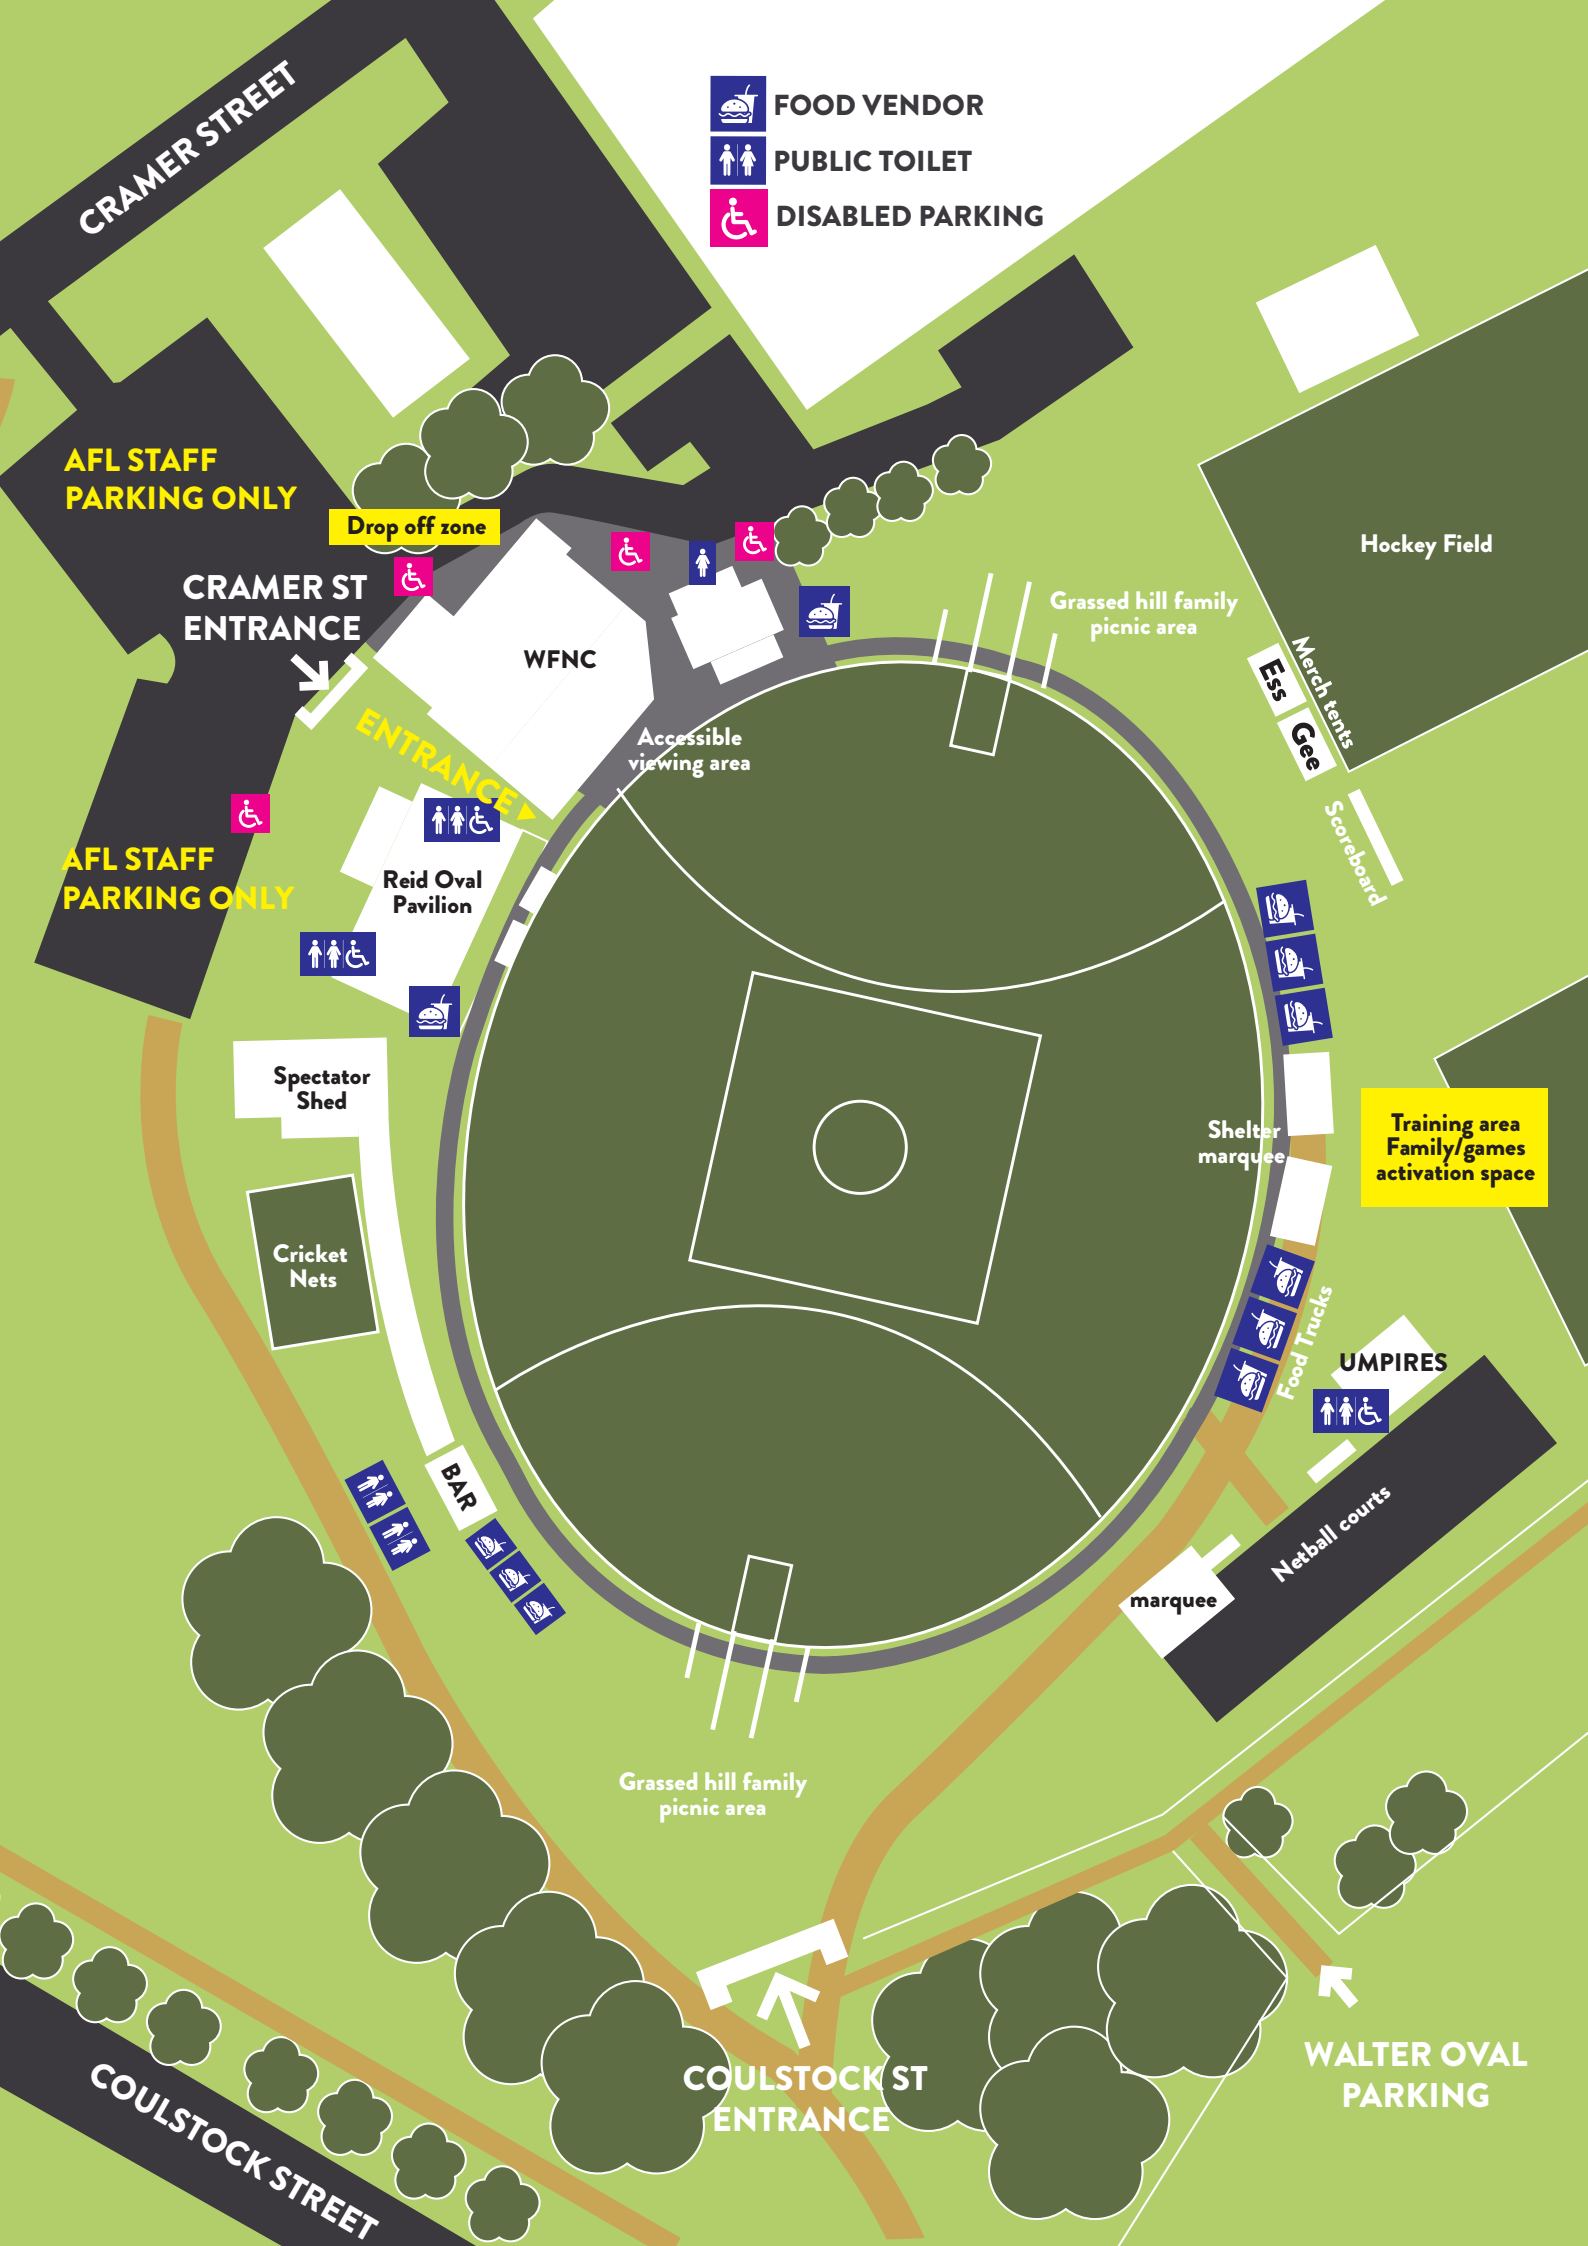 FOOD VENDOR
PUBLIC TOILET
DISABLED PARKING
CRAMER STREET
AFL STAFF
PARKING ONLY
Drop off zone
CRAMER ST
ENTRANCE
WFNC
ENTRANCE
Accessible
viewing area
Grassed hill family
picnic area
Hockey Field
Merch tents
Ess
Gee
Scoreboard
AFL STAFF
PARKING ONLY
Reid Oval
Pavilion
Spectator
Shed
Cricket
Nets
Shelter
marquee
Training area
Family/games
activation space
Food Trucks
UMPIRES
BAR
Netball courts
marquee
Grassed hill family
picnic area
COULSTOCK ST
ENTRANCE
WALTER OVAL
PARKING
COULSTOCK STREET